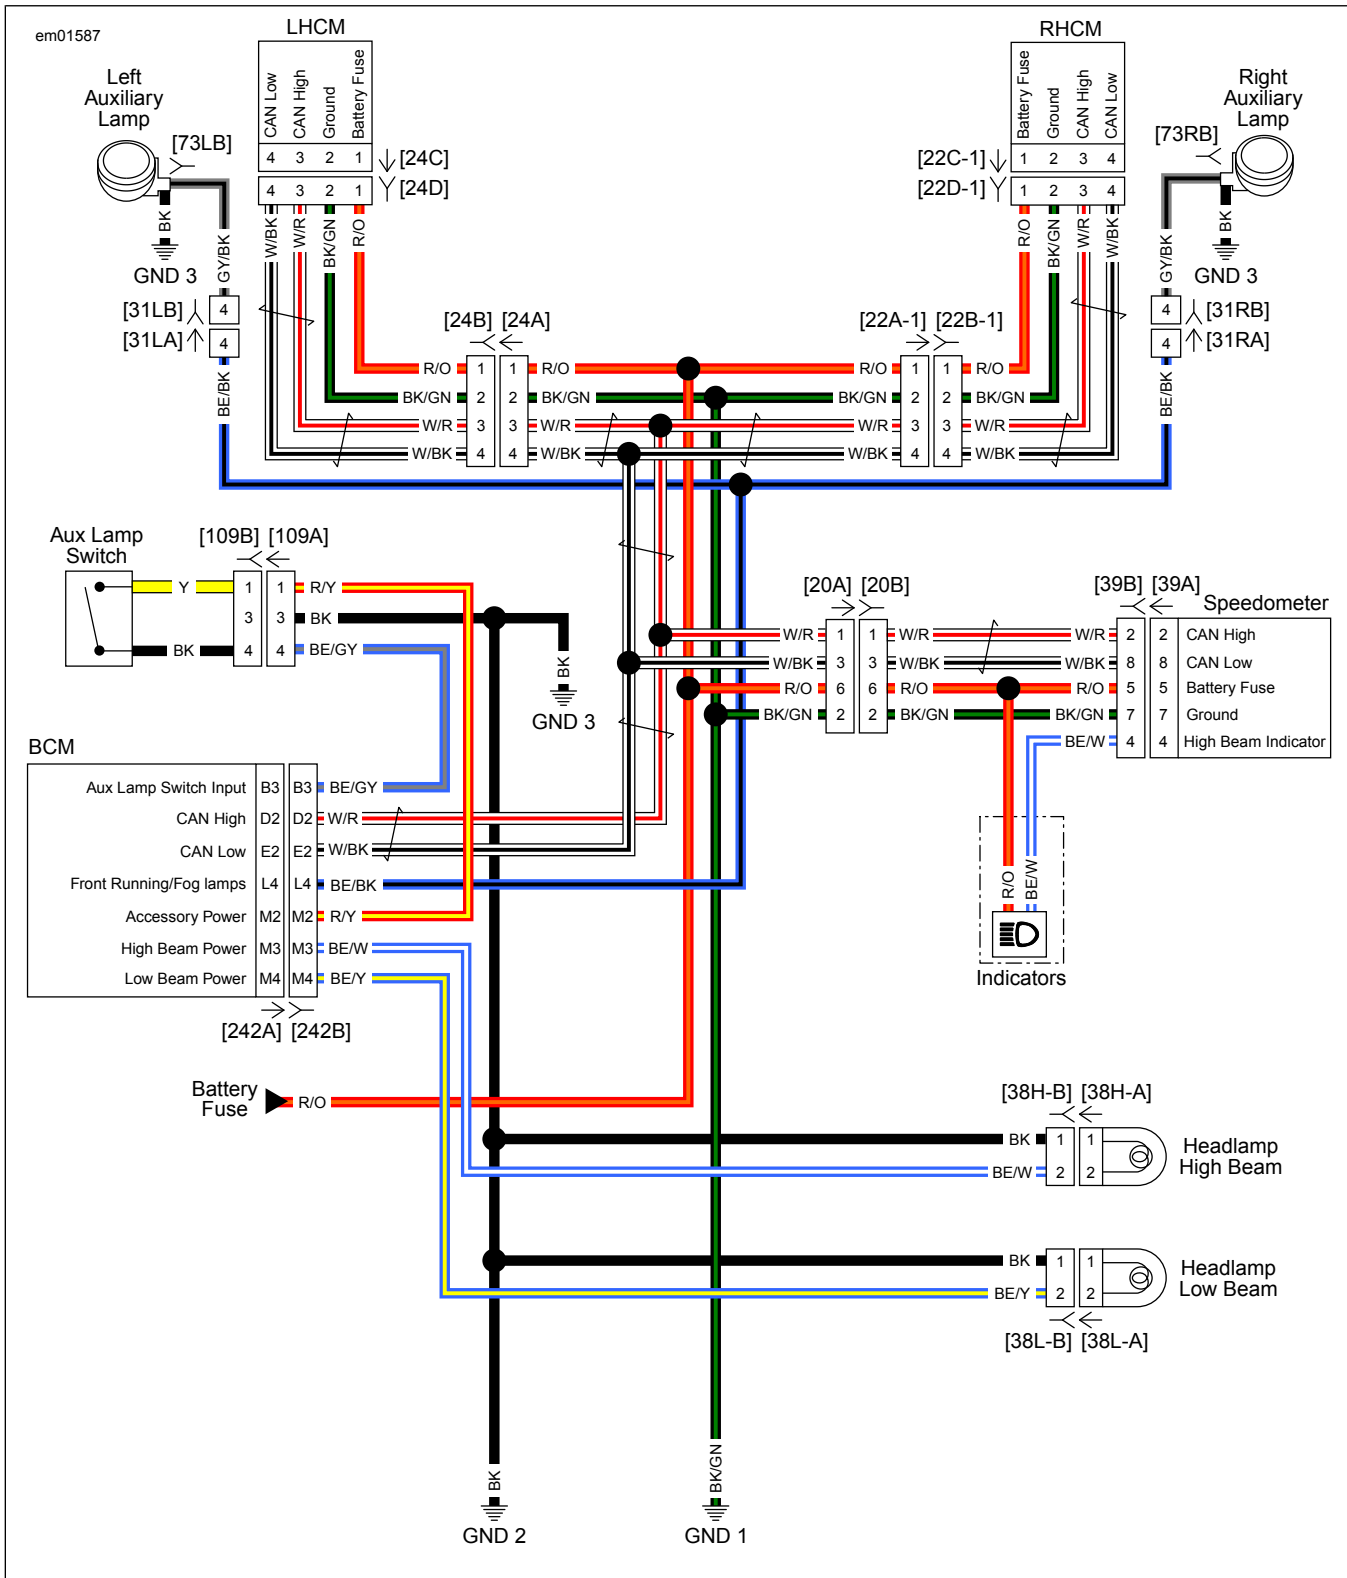 em01587
LHCM
CAN Low
CAN High
Ground
Battery Fuse
4 3 2 1
[24C]
4 3 2 1
[24D]
W/BK W/R BK/GN R/O
RHCM
Battery Fuse
Ground
CAN High
CAN Low
1 2 3 4
[22C-1]
1 2 3 4
[22D-1]
R/O BK/GN W/R W/BK
Left
Auxiliary
Lamp
[73LB]
BK
GND 3
GY/BK
[31LB] 4
[31LA] 4
BE/BK
Right
Auxiliary
Lamp
[73RB]
BK
GND 3
GY/BK
4 [31RB]
4 [31RA]
BE/BK
[24B] [24A]
[22A-1] [22B-1]
R/O 1 1 R/O R/O 1 1 R/O
BK/GN 2 2 BK/GN BK/GN 2 2 BK/GN
W/R 3 3 W/R W/R 3 3 W/R
W/BK 4 4 W/BK W/BK 4 4 W/BK
Aux Lamp
Switch
[109B] [109A]
Y 1 1 R/Y
3 3 BK
BK 4 4 BE/GY
BK
GND 3
[20A] [20B]
W/R 1 1 W/R
W/BK 3 3 W/BK
R/O 6 6 R/O
BK/GN 2 2 BK/GN
[39B] [39A]
Speedometer
W/R 2 2 CAN High
W/BK 8 8 CAN Low
R/O 5 5 Battery Fuse
BK/GN 7 7 Ground
BE/W 4 4 High Beam Indicator
R/O BE/W
Indicators
BCM
Aux Lamp Switch Input B3 B3 BE/GY
CAN High D2 D2 W/R
CAN Low E2 E2 W/BK
Front Running/Fog lamps L4 L4 BE/BK
Accessory Power M2 M2 R/Y
High Beam Power M3 M3 BE/W
Low Beam Power M4 M4 BE/Y
[242A] [242B]
Battery
Fuse
R/O
[38H-B] [38H-A]
BK 1 1
BE/W 2 2
Headlamp
High Beam
BK 1 1
BE/Y 2 2
Headlamp
Low Beam
[38L-B] [38L-A]
BK
GND 2
BK/GN
GND 1